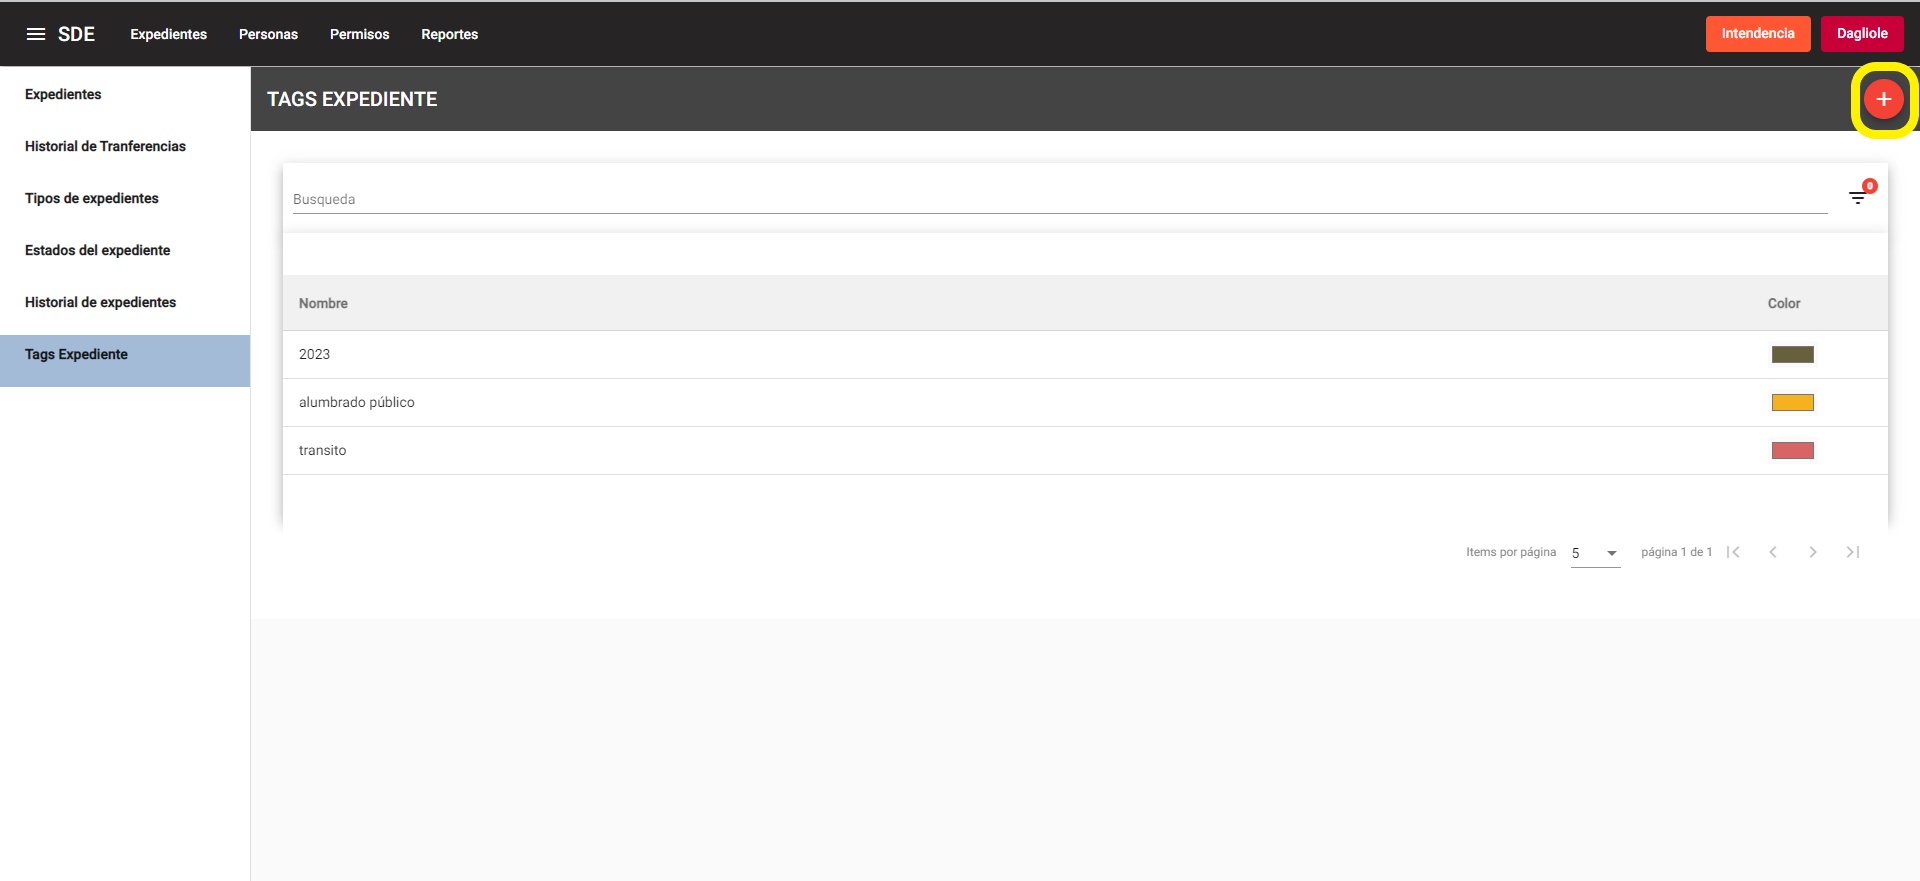 SDE Expedientes Personas Permisos Reportes Intendencia Dagliole
Expedientes
Historial de Tranferencias
Tipos de expedientes
Estados del expediente
Historial de expedientes
Tags Expediente
TAGS EXPEDIENTE
+
Busqueda
0
Nombre Color
2023
alumbrado público
transito
Items por página 5 página 1 de 1